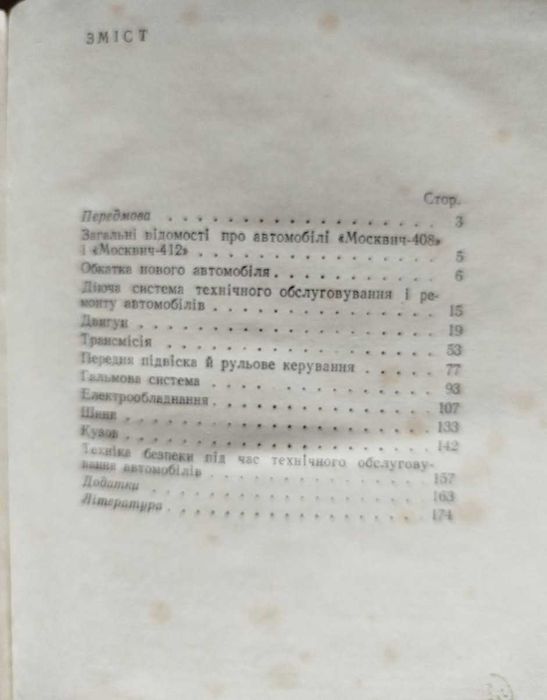 ЗМІСТ
Стор.
Передмова . . . . . . . . . . . . . . . 3
Загальні відомості про автомобілі «Москвич-408»
і «Москвич-412» . . . . . . . . . . . . . 5
Обкатка нового автомобіля . . . . . . . . . . 6
Діюча система технічного обслуговування і ре-
монту автомобілів . . . . . . . . . . . . . 15
Двигун . . . . . . . . . . . . . . . . . 19
Трансмісія . . . . . . . . . . . . . . . . 53
Передня підвіска й рульове керування . . . . . . 77
Гальмова система . . . . . . . . . . . . . 93
Електрообладнання . . . . . . . . . . . . . 107
Шини . . . . . . . . . . . . . . . . . . 133
Кузов . . . . . . . . . . . . . . . . . . 142
Техніка безпеки під час технічного обслугову-
вання автомобілів . . . . . . . . . . . . . 157
Додатки . . . . . . . . . . . . . . . . . 163
Література . . . . . . . . . . . . . . . . 174